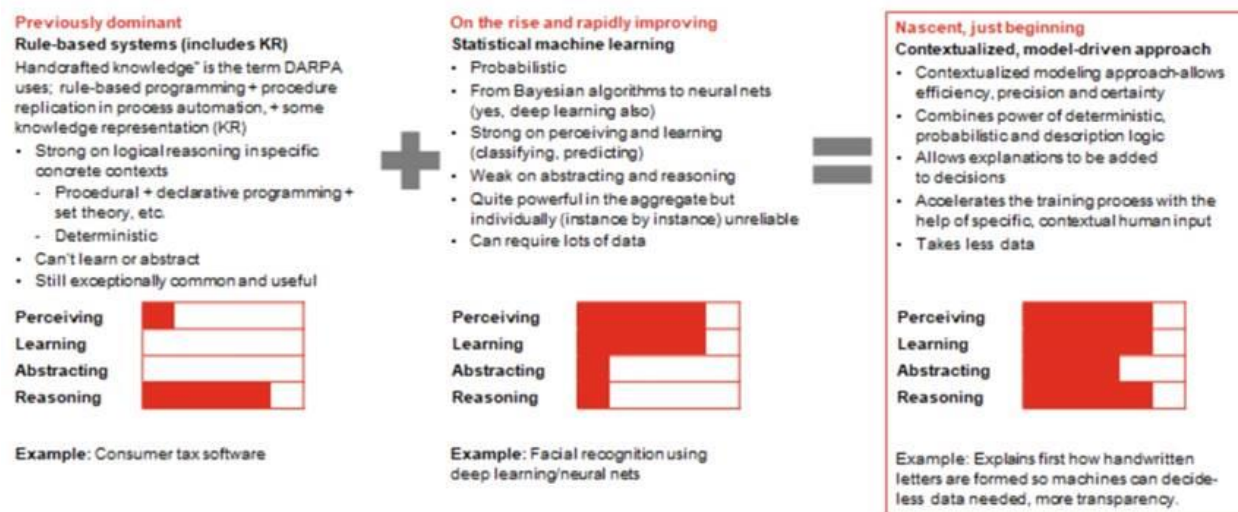 Previously dominant
Rule-based systems (includes KR)
Handcrafted knowledge" is the term DARPA
uses; rule-based programming + procedure
replication in process automation, + some
knowledge representation (KR)
• Strong on logical reasoning in specific
concrete contexts
- Procedural + declarative programming +
set theory, etc.
- Deterministic
• Can't learn or abstract
• Still exceptionally common and useful
Perceiving
Learning
Abstracting
Reasoning
Example: Consumer tax software
On the rise and rapidly improving
Statistical machine learning
• Probabilistic
• From Bayesian algorithms to neural nets
(yes, deep learning also)
• Strong on perceiving and learning
(classifying, predicting)
• Weak on abstracting and reasoning
• Quite powerful in the aggregate but
individually (instance by instance) unreliable
• Can require lots of data
Perceiving
Learning
Abstracting
Reasoning
Example: Facial recognition using
deep learning/neural nets
Nascent, just beginning
Contextualized, model-driven approach
• Contextualized modeling approach-allows
efficiency, precision and certainty
• Combines power of deterministic,
probabilistic and description logic
• Allows explanations to be added
to decisions
• Accelerates the training process with the
help of specific, contextual human input
• Takes less data
Perceiving
Learning
Abstracting
Reasoning
Example: Explains first how handwritten
letters are formed so machines can decide-
less data needed, more transparency.